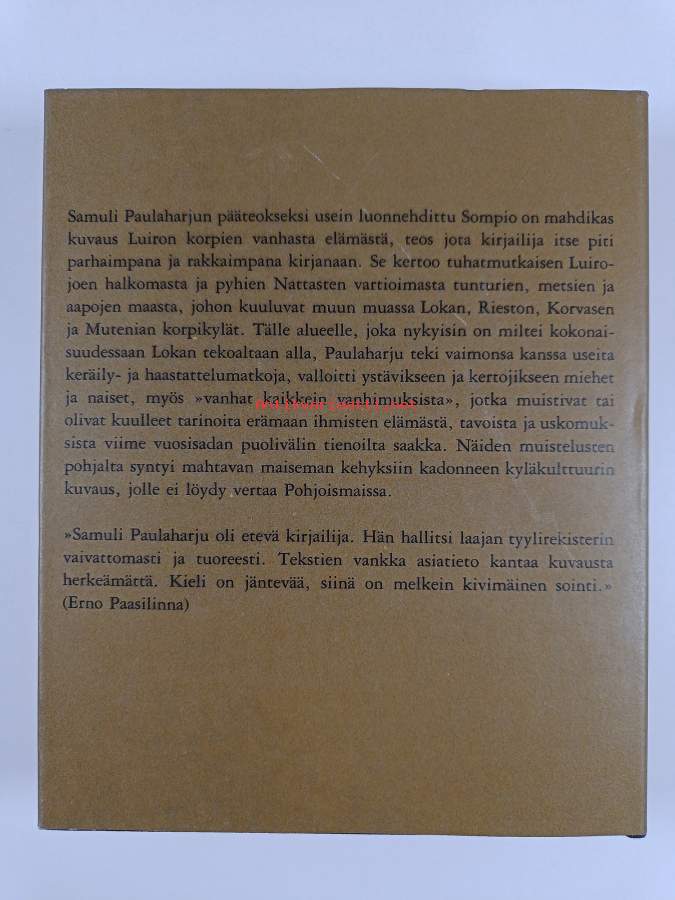 Samuli Paulaharjun pääteokseksi usein luonnehdittu Sompio on mahdikas
kuvaus Luiron korpien vanhasta elämästä, teos jota kirjailija itse piti
parhaimpana ja rakkaimpana kirjanaan. Se kertoo tuhatmutkaisen Luiro-
joen halkomasta ja pyhien Nattasten vartioimasta tunturien, metsien ja
aapojen maasta, johon kuuluvat muun muassa Lokan, Rieston, Korvasen
ja Mutenian korpikylät. Tälle alueelle, joka nykyisin on miltei kokonai-
suudessaan Lokan tekoaltaan alla, Paulaharju teki vaimonsa kanssa useita
keräily- ja haastattelumatkoja, valloitti ystävikseen ja kertojikseen miehet
ja naiset, myös »vanhat kaikkein vanhimuksista», jotka muistivat tai
olivat kuulleet tarinoita erämaan ihmisten elämästä, tavoista ja uskomuk-
sista viime vuosisadan puolivälin tienoilta saakka. Näiden muistelusten
pohjalta syntyi mahtavan maiseman kehyksiin kadonneen kyläkulttuurin
kuvaus, jolle ei löydy vertaa Pohjoismaissa.
»Samuli Paulaharju oli etevä kirjailija. Hän hallitsi laajan tyylirekisterin
vaivattomasti ja tuoreesti. Tekstien vankka asiatieto kantaa kuvausta
herkeämättä. Kieli on jäntevää, siinä on melkein kivimäinen sointi.»
(Erno Paasilinna)